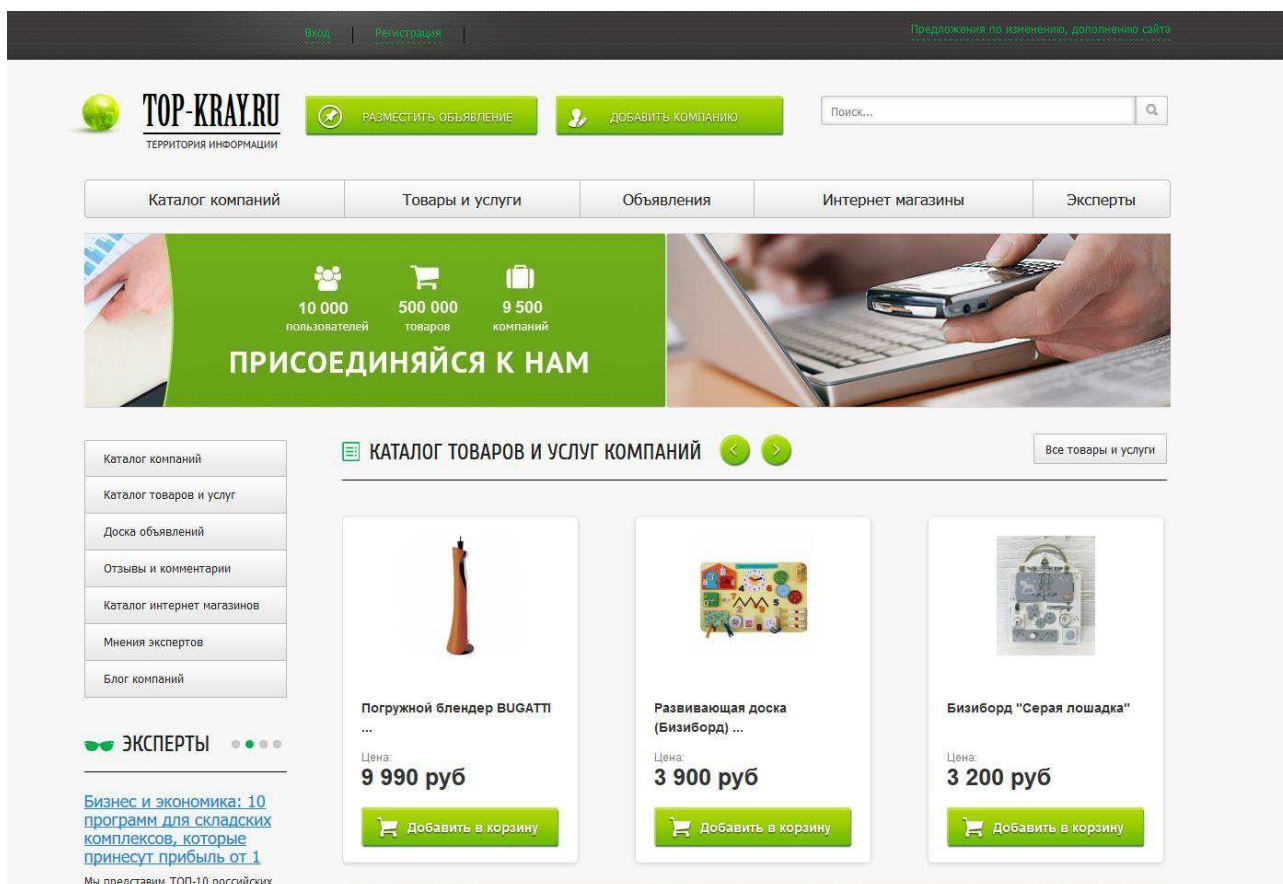 Вход
Регистрация
Предложения по изменению, дополнению сайта
TOP-KRAY.RU
ТЕРРИТОРИЯ ИНФОРМАЦИИ
РАЗМЕСТИТЬ ОБЪЯВЛЕНИЕ
ДОБАВИТЬ КОМПАНИЮ
Поиск...
Каталог компаний
Товары и услуги
Объявления
Интернет магазины
Эксперты
10 000 500 000 9 500
пользователей товаров компаний
ПРИСОЕДИНЯЙСЯ К НАМ
Каталог компаний
Каталог товаров и услуг
Доска объявлений
Отзывы и комментарии
Каталог интернет магазинов
Мнения экспертов
Блог компаний
ЭКСПЕРТЫ
Бизнес и экономика: 10
программ для складских
комплексов, которые
принесут прибыль от 1
Мы представим ТОП-10 российских
КАТАЛОГ ТОВАРОВ И УСЛУГ КОМПАНИЙ
Все товары и услуги
Погружной блендер BUGATTI
...
Цена:
9 990 руб
Добавить в корзину
Развивающая доска
(Бизиборд) ...
Цена:
3 900 руб
Добавить в корзину
Бизиборд "Серая лошадка"
Цена:
3 200 руб
Добавить в корзину